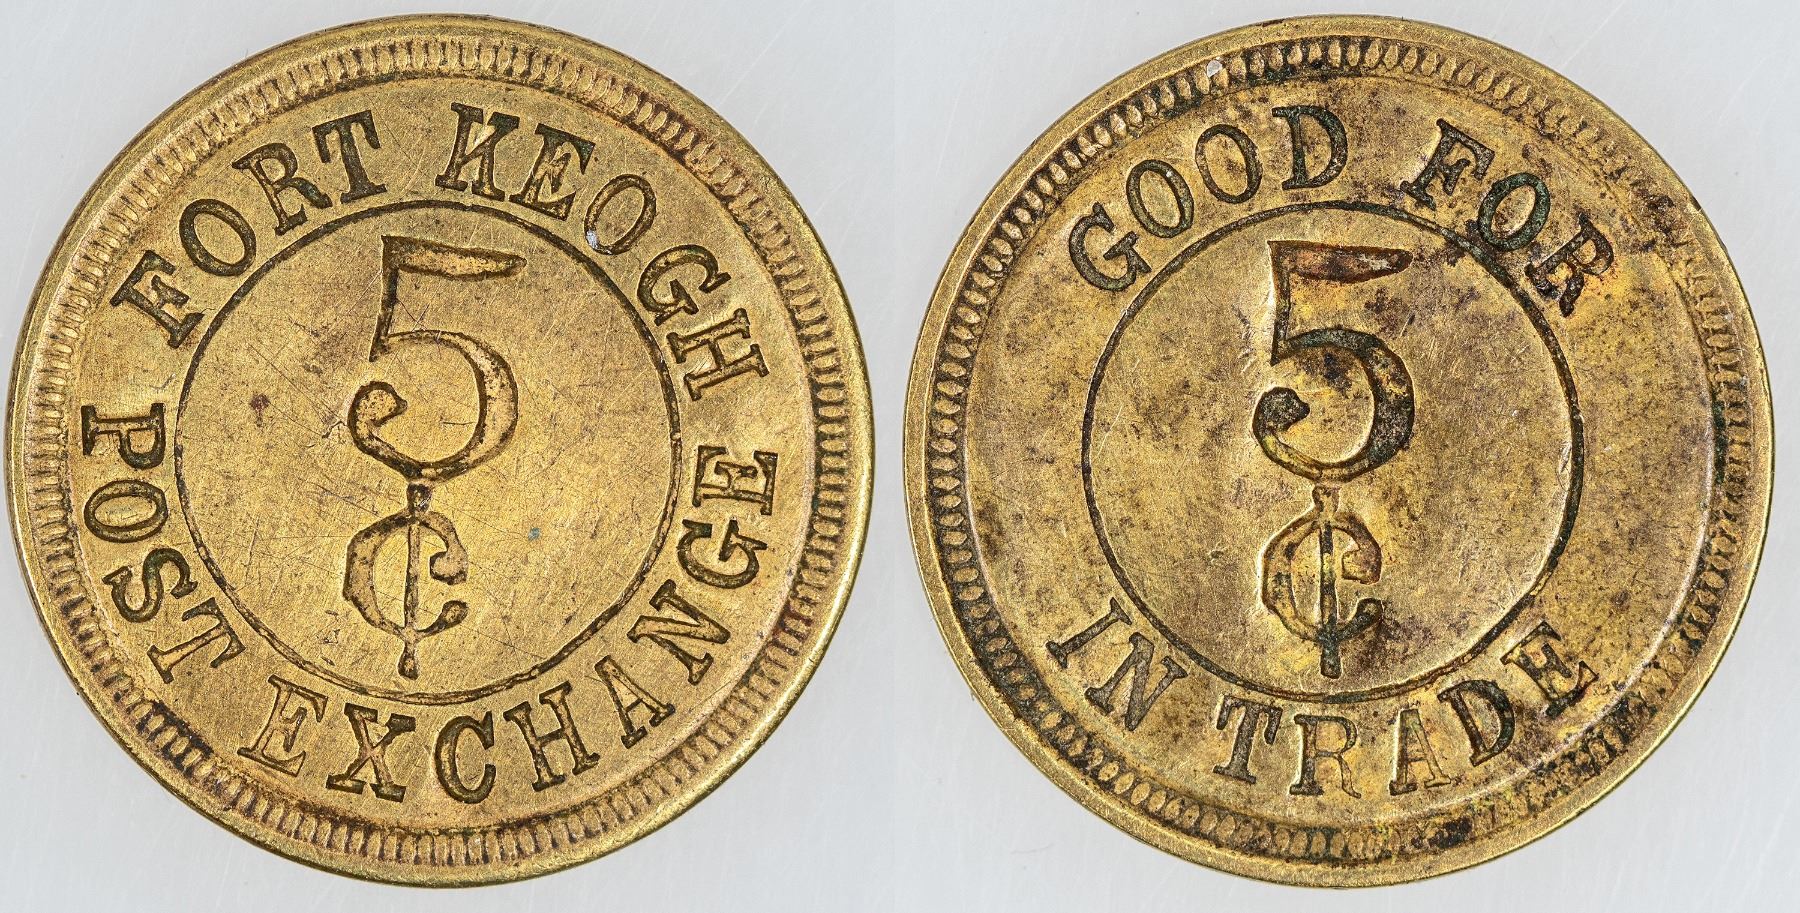 FORT KEOGH
5
¢
POST EXCHANGE
GOOD FOR
5
¢
IN TRADE